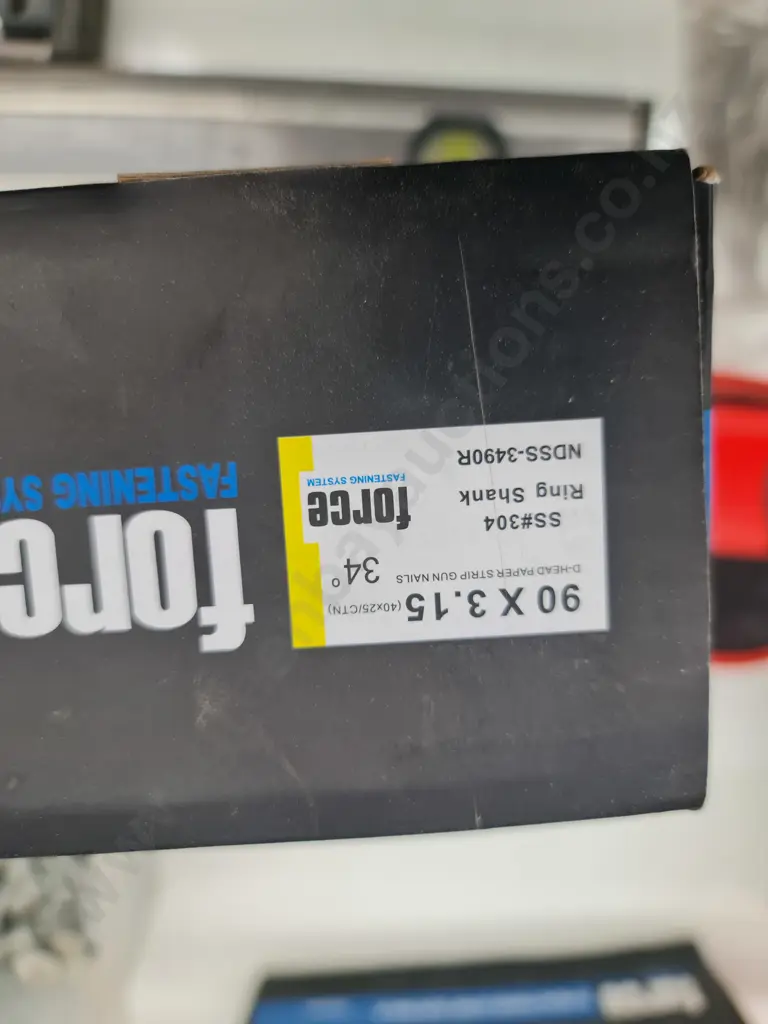 90 X 3.15 (40x25/CTN)
D-HEAD PAPER STRIP GUN NAILS
34°
SS#304
Ring Shank
NDSS-3490R
force
FASTENING SYSTEM
force
FASTENING SY
force